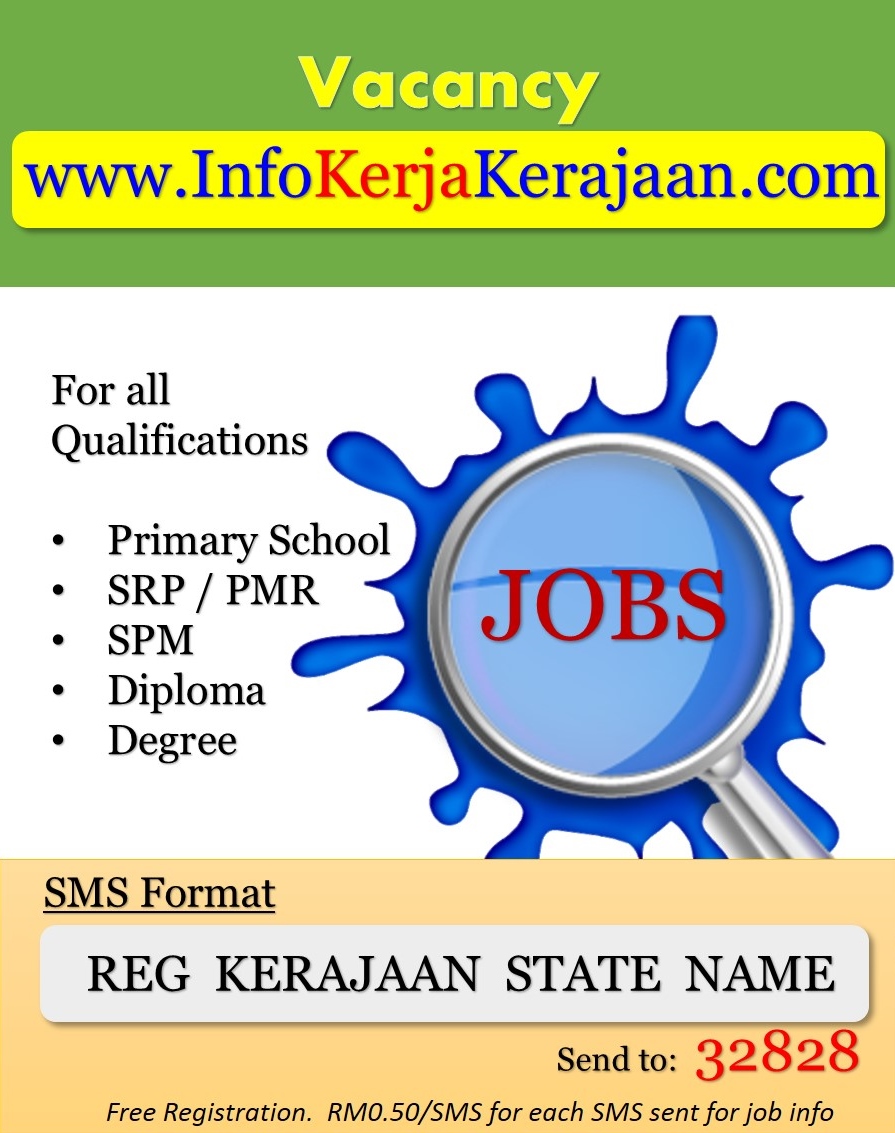 Vacancy
www.InfoKerjaKerajaan.com
For all
Qualifications
• Primary School
• SRP / PMR
• SPM
• Diploma
• Degree
JOBS
SMS Format
REG KERAJAAN STATE NAME
Send to: 32828
Free Registration. RM0.50/SMS for each SMS sent for job info